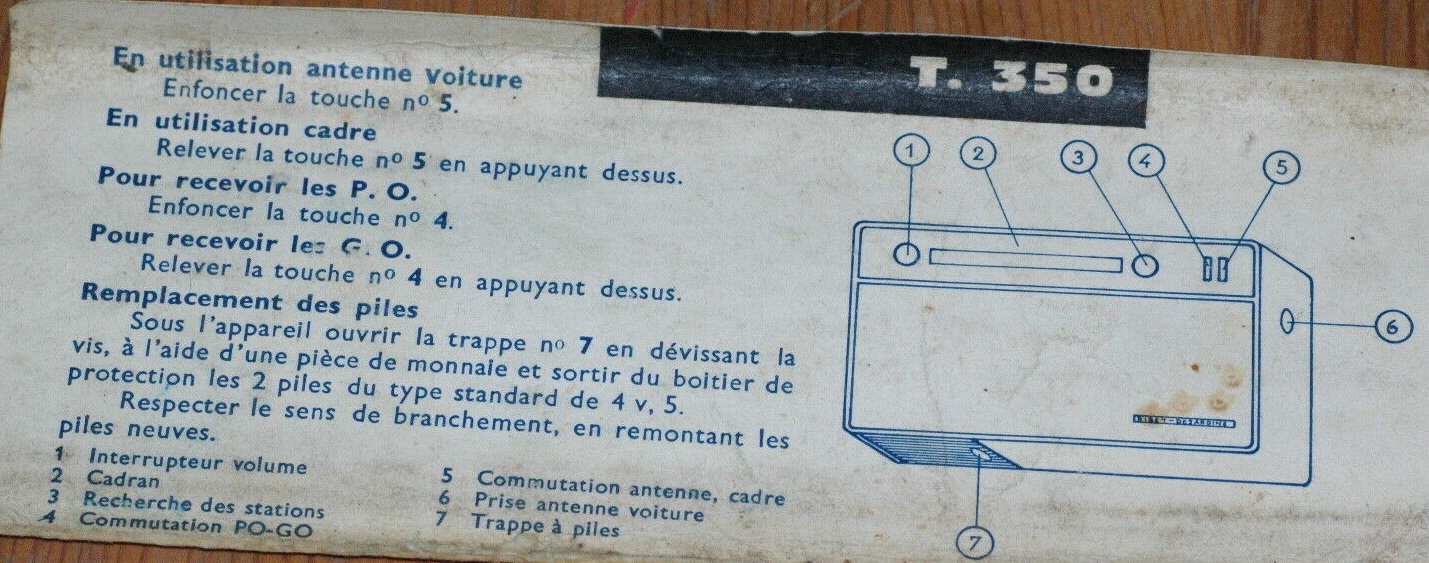 T. 350
En utilisation antenne voiture
Enfoncer la touche nº 5.
En utilisation cadre
Relever la touche nº 5 en appuyant dessus.
Pour recevoir les P. O.
Enfoncer la touche nº 4.
Pour recevoir les G. O.
Relever la touche nº 4 en appuyant dessus.
Remplacement des piles
Sous l'appareil ouvrir la trappe nº 7 en dévissant la
vis, à l'aide d'une pièce de monnaie et sortir du boitier de
protection les 2 piles du type standard de 4 v, 5.
Respecter le sens de branchement, en remontant les
piles neuves.
1 Interrupteur volume
2 Cadran
3 Recherche des stations
4 Commutation PO-GO
5 Commutation antenne, cadre
6 Prise antenne voiture
7 Trappe à piles
1 2 3 4 5
6
DESJARDINS
7